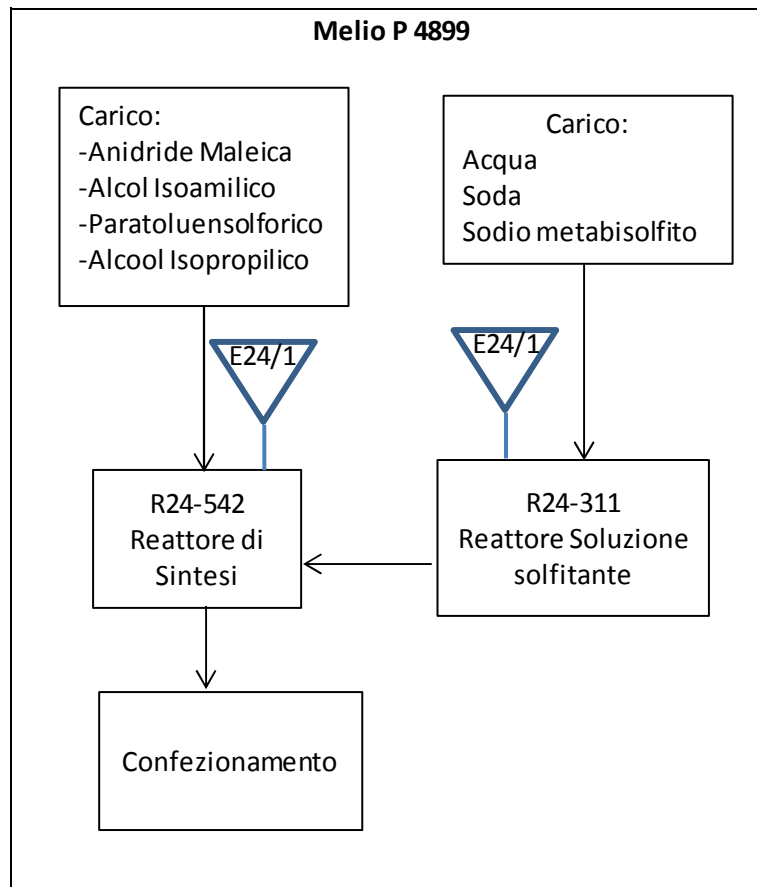 Melio P 4899
Carico:
-Anidride Maleica
-Alcol Isoamilico
-Paratoluensolforico
-Alcool Isopropilico
Carico:
Acqua
Soda
Sodio metabisolfito
E24/1
E24/1
R24-542
Reattore di
Sintesi
R24-311
Reattore Soluzione
solfitante
Confezionamento